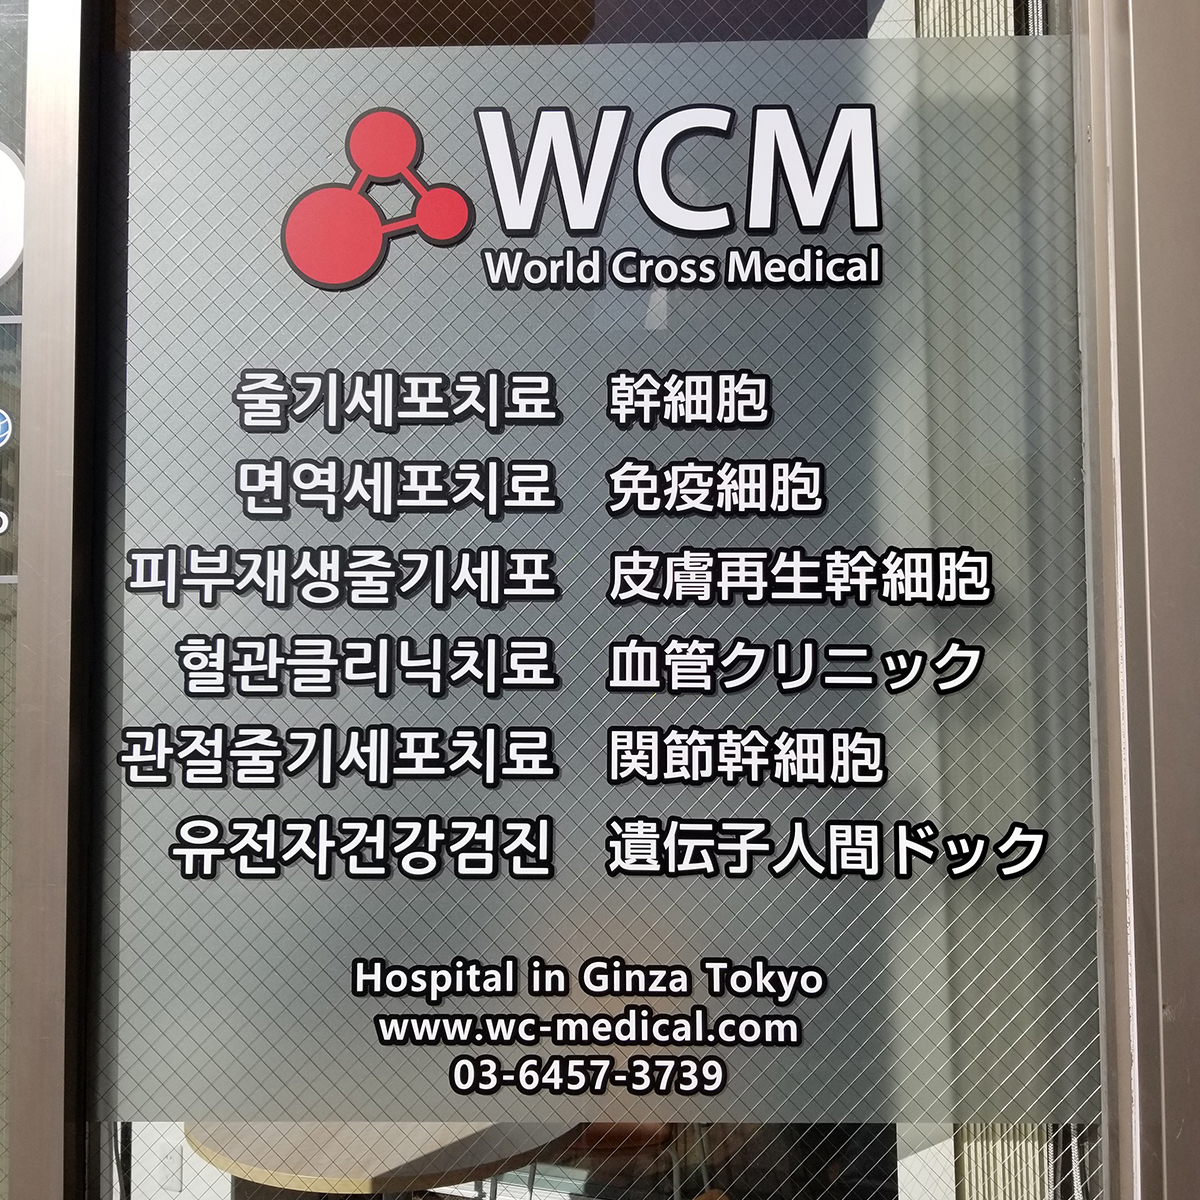 WCM
World Cross Medical
줄기세포치료 幹細胞
면역세포치료 免疫細胞
피부재생줄기세포 皮膚再生幹細胞
혈관클리닉치료 血管クリニック
관절줄기세포치료 関節幹細胞
유전자건강검진 遺伝子人間ドック
Hospital in Ginza Tokyo
www.wc-medical.com
03-6457-3739